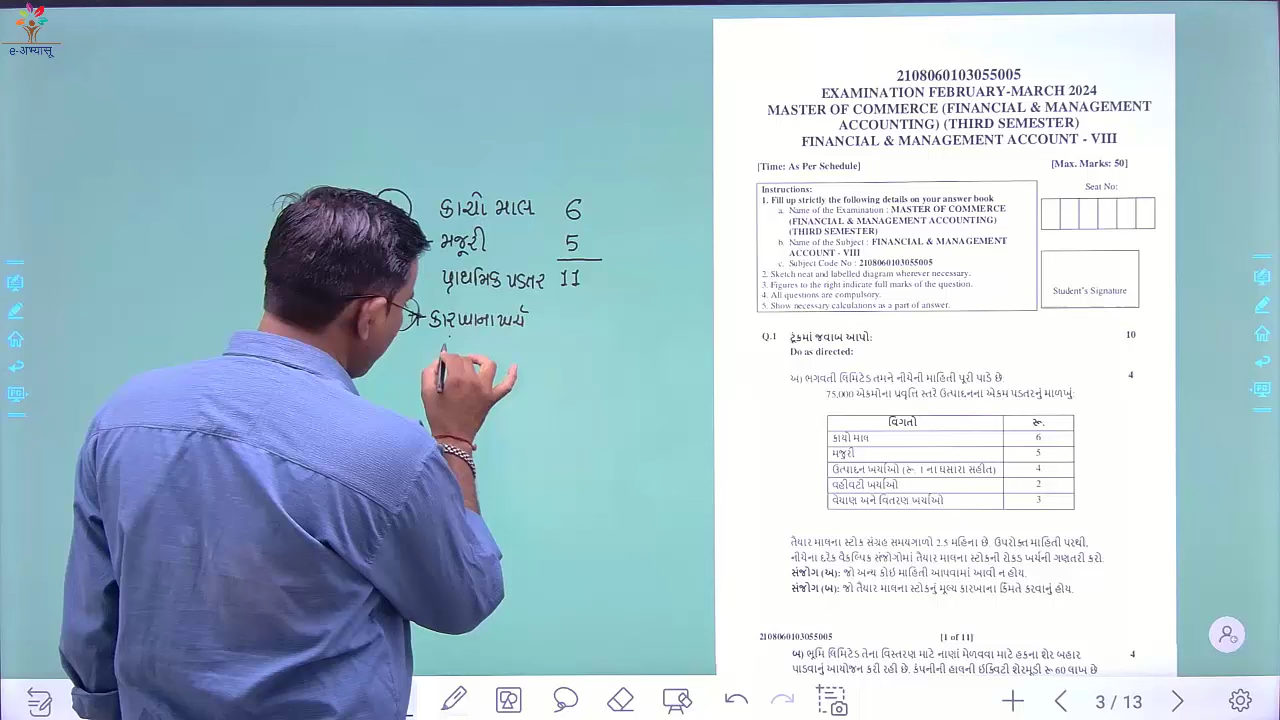 e-अभ्यासू
કાચો માલ 6
મજૂરી 5
પ્રાથમિક પડતર 11
+ કારખાના ખર્ચ
2108060103055005
EXAMINATION FEBRUARY-MARCH 2024
MASTER OF COMMERCE (FINANCIAL & MANAGEMENT
ACCOUNTING) (THIRD SEMESTER)
FINANCIAL & MANAGEMENT ACCOUNT - VIII
[Time: As Per Schedule] [Max. Marks: 50]
Instructions:
1. Fill up strictly the following details on your answer book
a. Name of the Examination : MASTER OF COMMERCE
(FINANCIAL & MANAGEMENT ACCOUNTING)
(THIRD SEMESTER)
b. Name of the Subject : FINANCIAL & MANAGEMENT
ACCOUNT - VIII
c. Subject Code No : 2108060103055005
2. Sketch neat and labelled diagram wherever necessary.
3. Figures to the right indicate full marks of the question.
4. All questions are compulsory.
5. Show necessary calculations as a part of answer.
Seat No:
Student's Signature
Q.1 ટૂંકમાં જવાબ આપો: 10
Do as directed:
અ) ભગવતી લિમિટેડ તમને નીચેની માહિતી પૂરી પાડે છે 4
75,000 એકમોના પ્રવૃત્તિ સ્તરે ઉત્પાદનના એકમ પડતરનું માળખું
વિગતો રૂ.
કાચો માલ 6
મજુરી 5
ઉત્પાદન ખર્ચાઓ (રૂ. 1 ના ઘસારા સહીત) 4
વહીવટી ખર્ચાઓ 2
વેચાણ અને વિતરણ ખર્ચાઓ 3
તૈયાર માલના સ્ટોક સંગ્રહ સમયગાળો 2.5 મહિના છે. ઉપરોક્ત માહિતી પરથી,
નીચેના દરેક વૈકલ્પિક સંજોગોમાં તૈયાર માલના સ્ટોકની રોકડ ખર્ચની ગણતરી કરો.
સંજોગ (અ): જો અન્ય કોઇ માહિતી આપવામાં આવી ન હોય.
સંજોગ (બ): જો તૈયાર માલના સ્ટોકનું મૂલ્ય કારખાના કિંમતે કરવાનું હોય.
2108060103055005 [1 of 11]
બ) ભૂમિ લિમિટેડ તેના વિસ્તરણ માટે નાણાં મેળવવા માટે હકના શેર બહાર 4
પાડવાનું આયોજન કરી રહી છે. કંપનીની હાલની ઈક્વિટી શેરમૂડી રૂ 60 લાખ છે
3 / 13